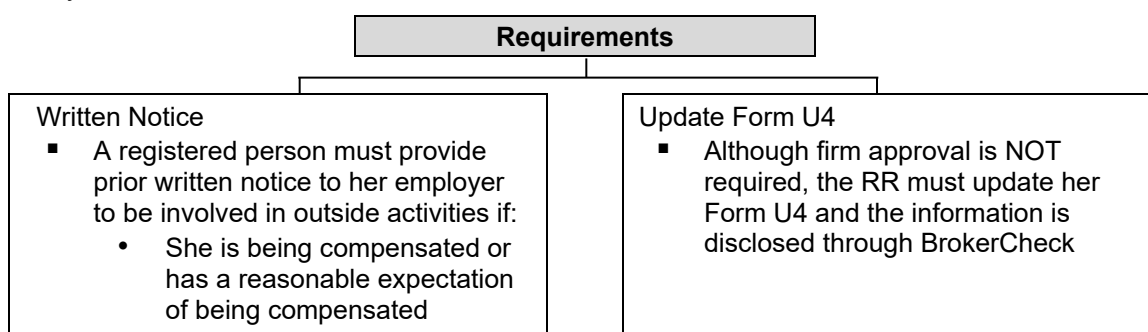 Requirements
Written Notice
▪ A registered person must provide
prior written notice to her employer
to be involved in outside activities if:
• She is being compensated or
has a reasonable expectation
of being compensated
Update Form U4
▪ Although firm approval is NOT
required, the RR must update her
Form U4 and the information is
disclosed through BrokerCheck